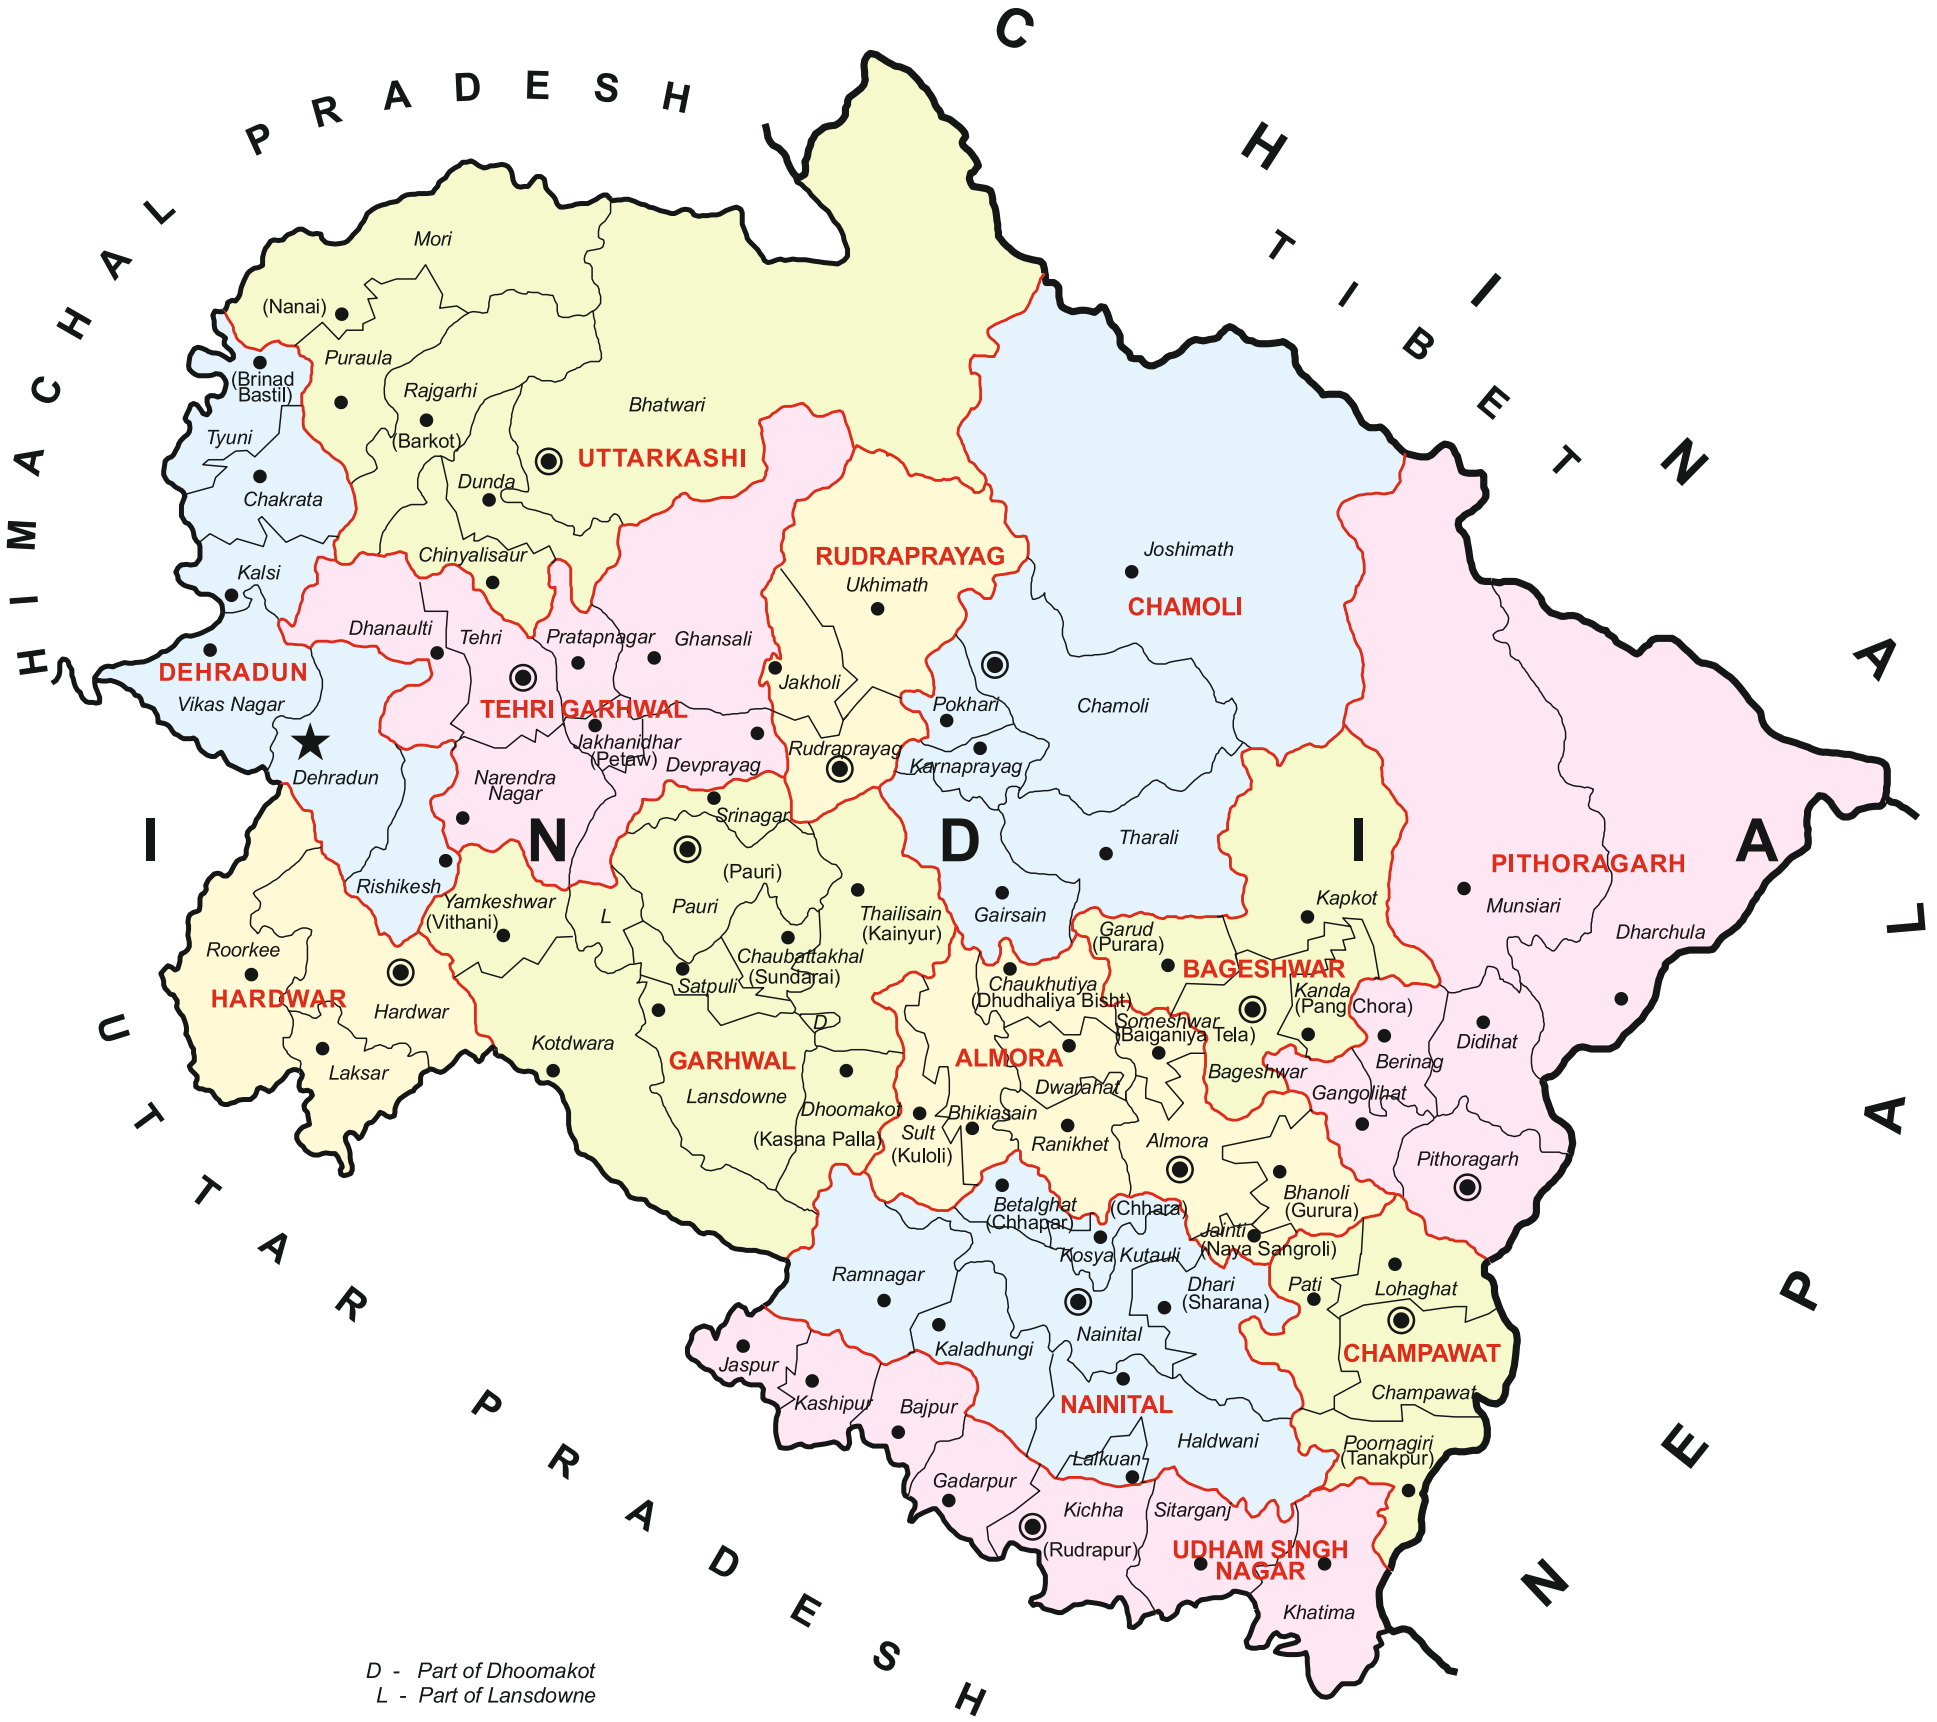 CHINA
TIBET
HIMACHAL PRADESH
UTTAR PRADESH
NEPAL
INDIA
Mori
(Nanai)
Puraula
(Brinad
Bastil)
Rajgarhi
(Barkot)
Bhatwari
UTTARKASHI
Tyuni
Chakrata
Dunda
Chinyalisaur
Kalsi
RUDRAPRAYAG
Ukhimath
Joshimath
CHAMOLI
Dhanaulti
Tehri
Pratapnagar
Ghansali
DEHRADUN
Vikas Nagar
TEHRI GARHWAL
Jakholi
Pokhari
Chamoli
Jakhanidhar
(Petaw)
Devprayag
Rudraprayag
Karnaprayag
Dehradun
Narendra
Nagar
Srinagar
Tharali
PITHORAGARH
(Pauri)
Rishikesh
Yamkeshwar
(Vithani)
L
Pauri
Thailisain
(Kainyur)
Gairsain
Kapkot
Munsiari
Dharchula
Garud
(Purara)
Roorkee
HARDWAR
Hardwar
Chaubattakhal
(Sundarai)
Satpuli
BAGESHWAR
Chaukhutiya
(Dhudhaliya Bisht)
Kanda
(Pang Chora)
Someshwar
(Baiganiya Tela)
D
Kotdwara
GARHWAL
ALMORA
Berinag
Didihat
Laksar
Bageshwar
Lansdowne
Dhoomakot
(Kasana Palla)
Dwarahat
Gangolihat
Sult
(Kuloli)
Bhikiasain
Ranikhet
Almora
Pithoragarh
Bhanoli
(Gurura)
Betalghat
(Chhapar)
(Chhara)
Jainti
(Naya Sangroli)
Kosya Kutauli
Ramnagar
Dhari
(Sharana)
Pati
Lohaghat
Nainital
Kaladhungi
CHAMPAWAT
Jaspur
Kashipur
Bajpur
NAINITAL
Champawat
Haldwani
Poornagiri
(Tanakpur)
Lalkuan
Gadarpur
Kichha
(Rudrapur)
Sitarganj
UDHAM SINGH
NAGAR
Khatima
D - Part of Dhoomakot
L - Part of Lansdowne